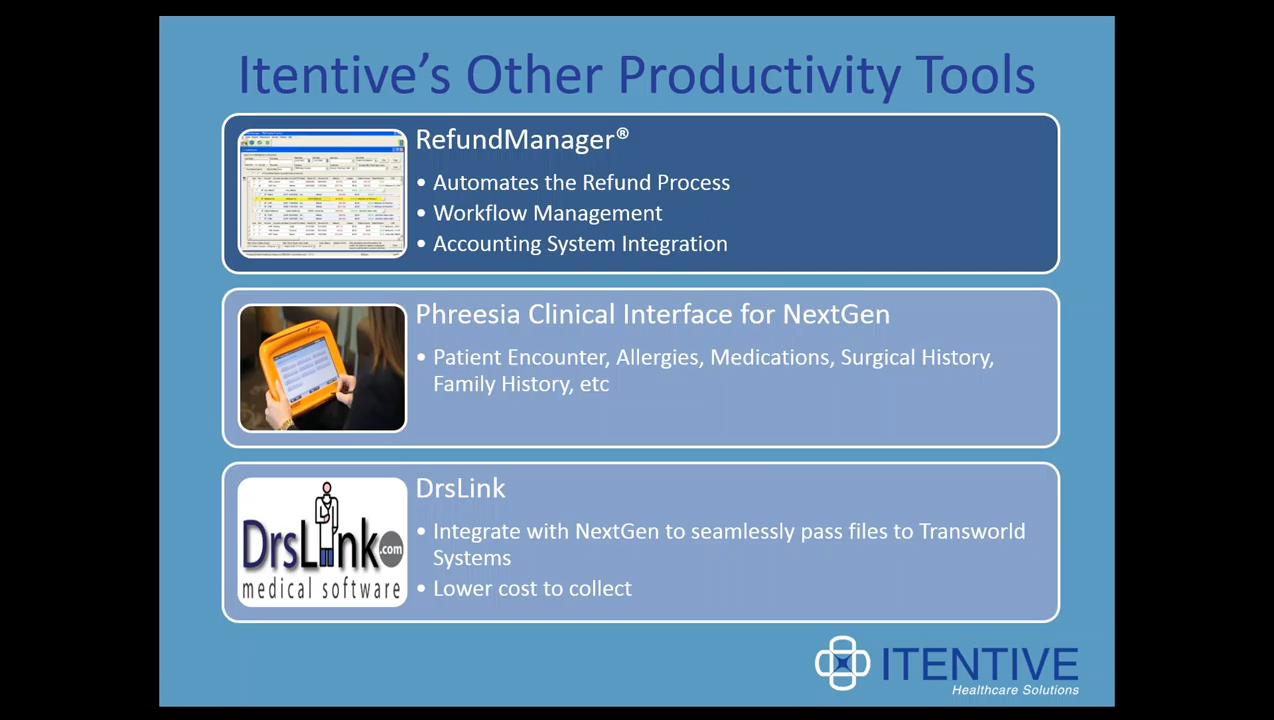 Itentive's Other Productivity Tools
RefundManager®
• Automates the Refund Process
• Workflow Management
• Accounting System Integration
Phreesia Clinical Interface for NextGen
• Patient Encounter, Allergies, Medications, Surgical History,
Family History, etc
DrsLink.com
medical software
DrsLink
• Integrate with NextGen to seamlessly pass files to Transworld
Systems
• Lower cost to collect
ITENTIVE
Healthcare Solutions